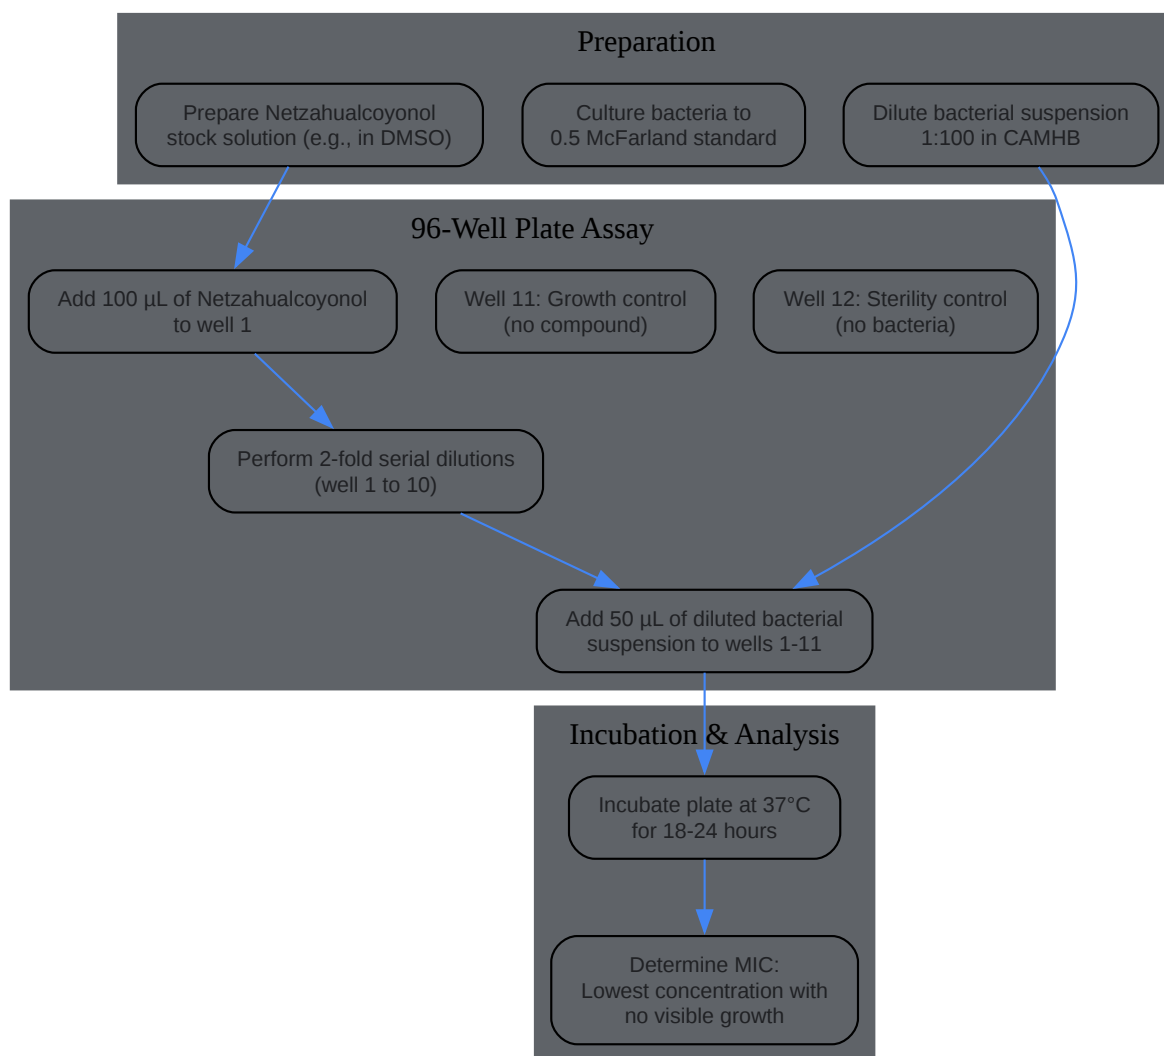 Preparation
Prepare Netzahualcoyonol
stock solution (e.g., in DMSO)
Culture bacteria to
0.5 McFarland standard
Dilute bacterial suspension
1:100 in CAMHB
96-Well Plate Assay
Add 100 µL of Netzahualcoyonol
to well 1
Well 11: Growth control
(no compound)
Well 12: Sterility control
(no bacteria)
Perform 2-fold serial dilutions
(well 1 to 10)
Add 50 µL of diluted bacterial
suspension to wells 1-11
Incubation & Analysis
Incubate plate at 37°C
for 18-24 hours
Determine MIC:
Lowest concentration with
no visible growth